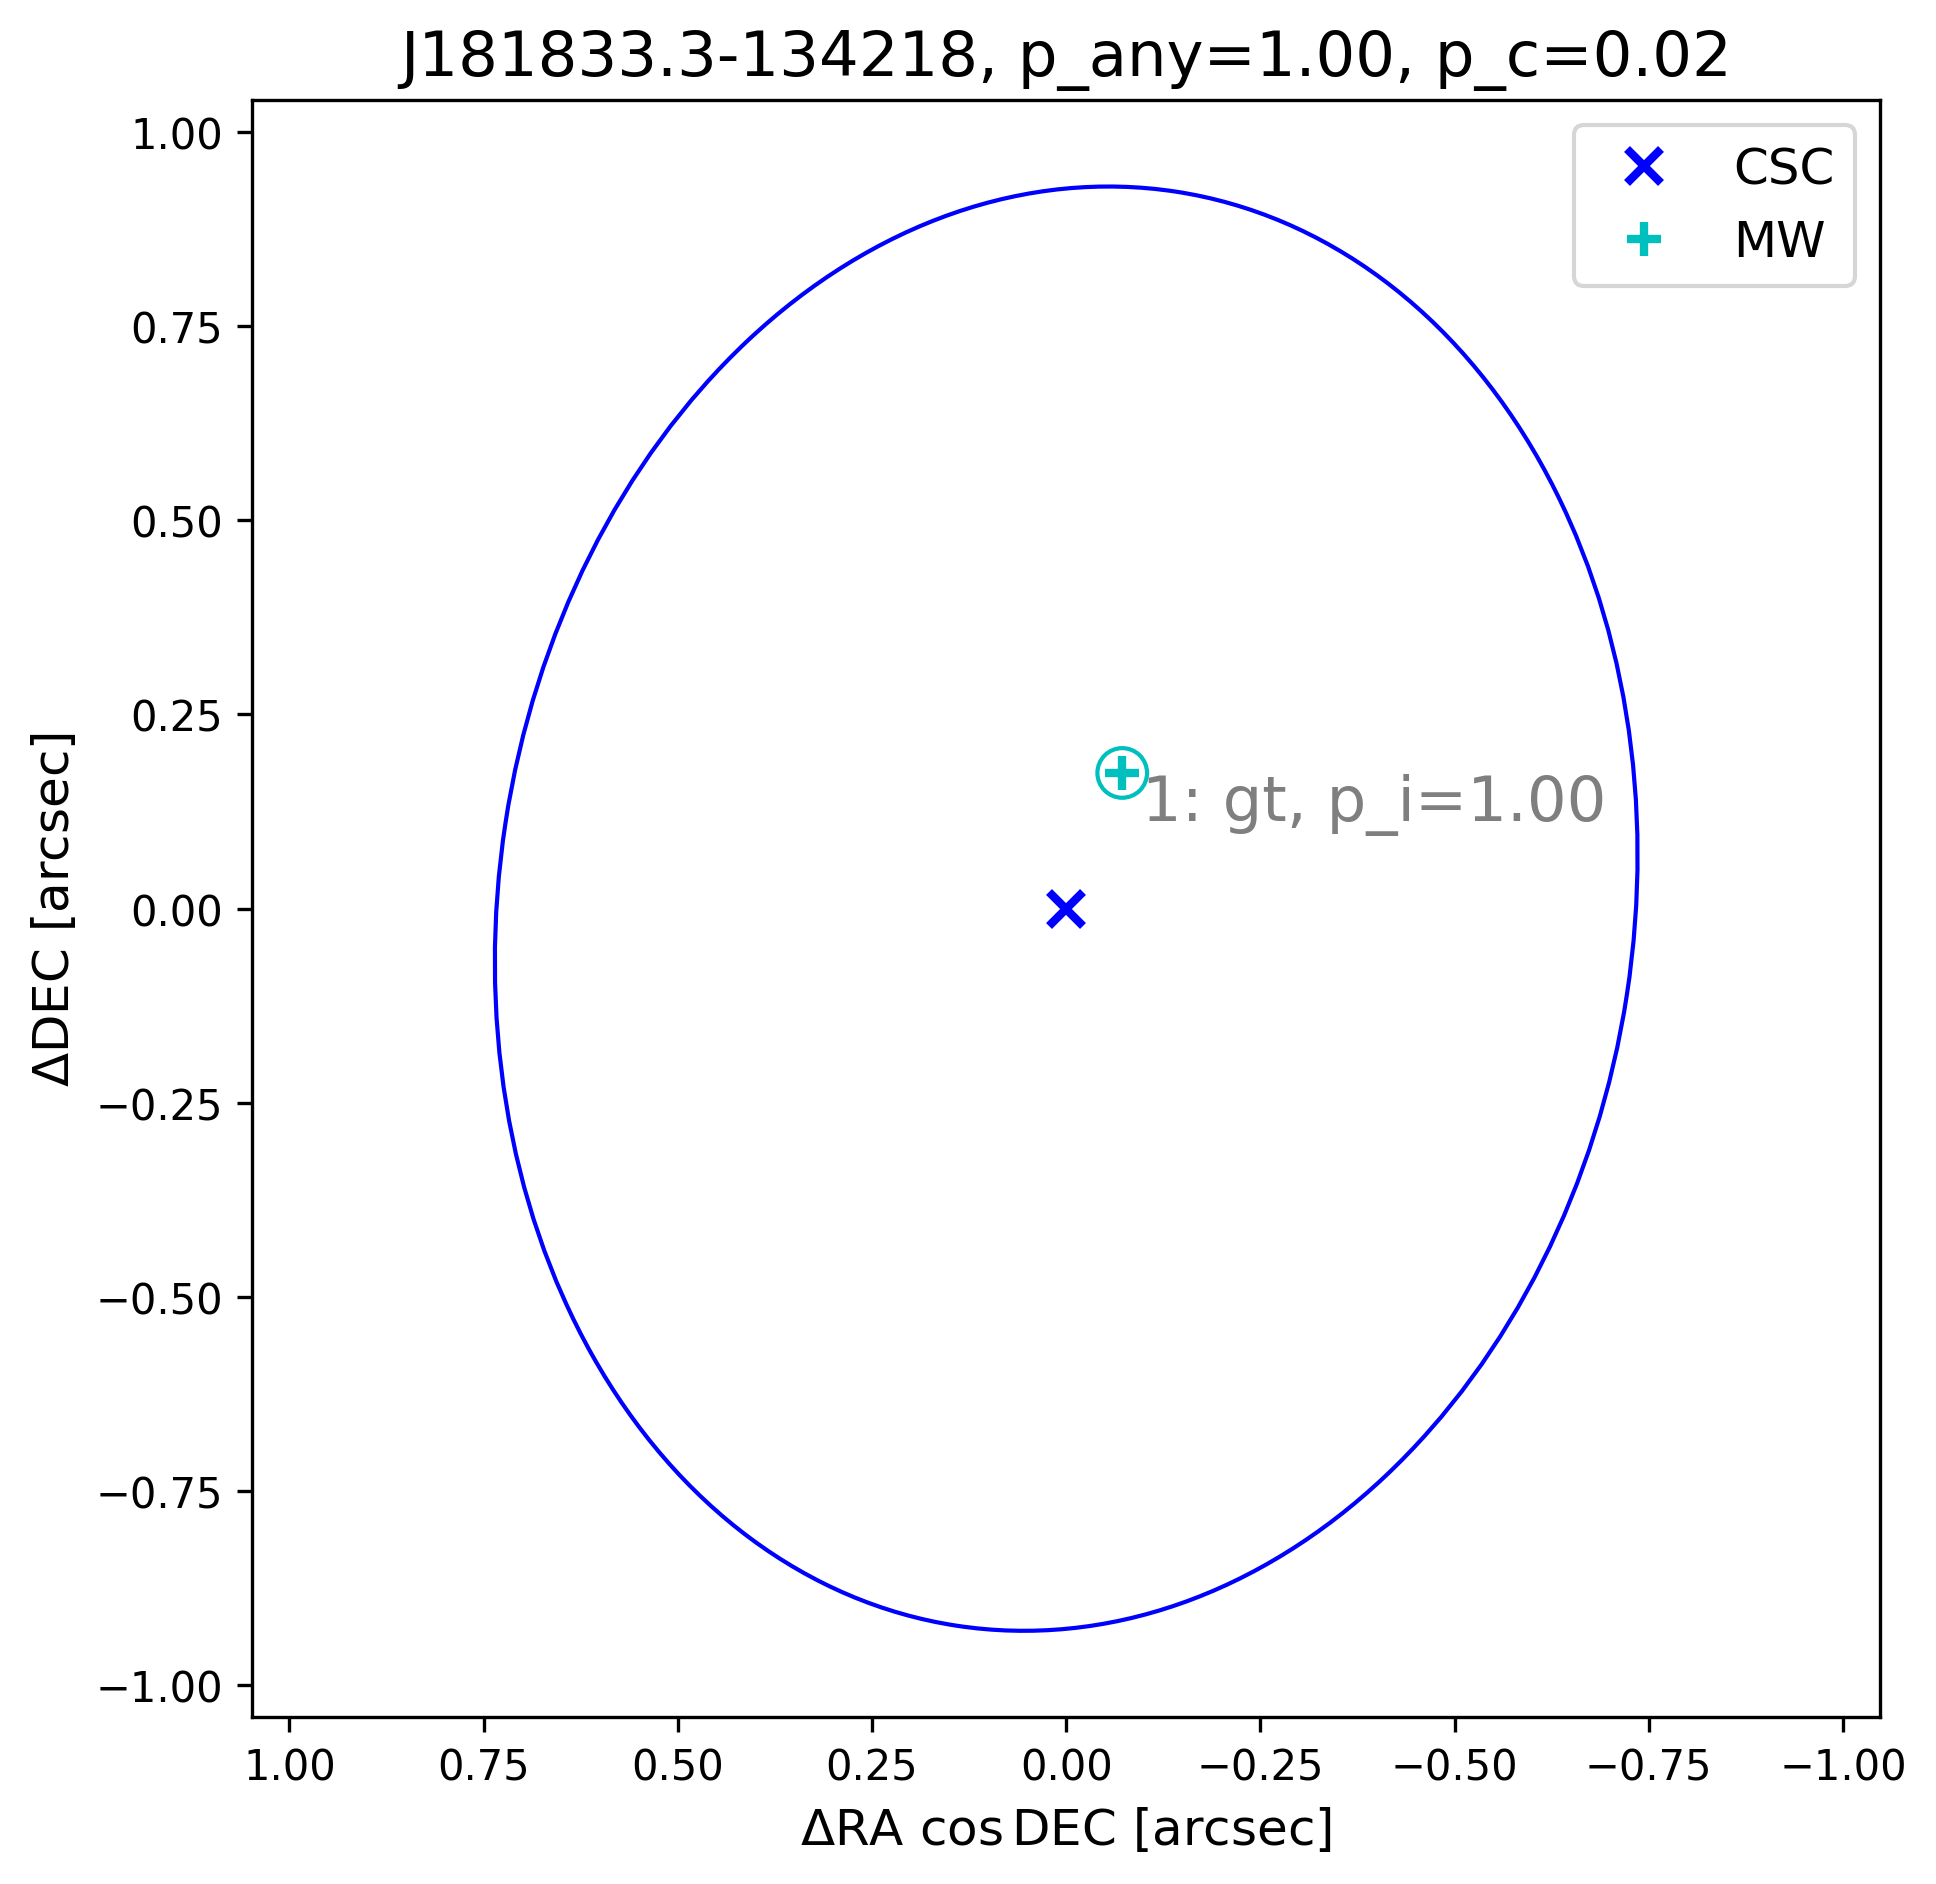 J181833.3-134218, p_any=1.00, p_c=0.02
CSC
MW
1.00
0.75
0.50
0.25
0.00
−0.25
−0.50
−0.75
−1.00
ΔDEC [arcsec]
1: gt, p_i=1.00
1.00 0.75 0.50 0.25 0.00 −0.25 −0.50 −0.75 −1.00
ΔRA cos DEC [arcsec]